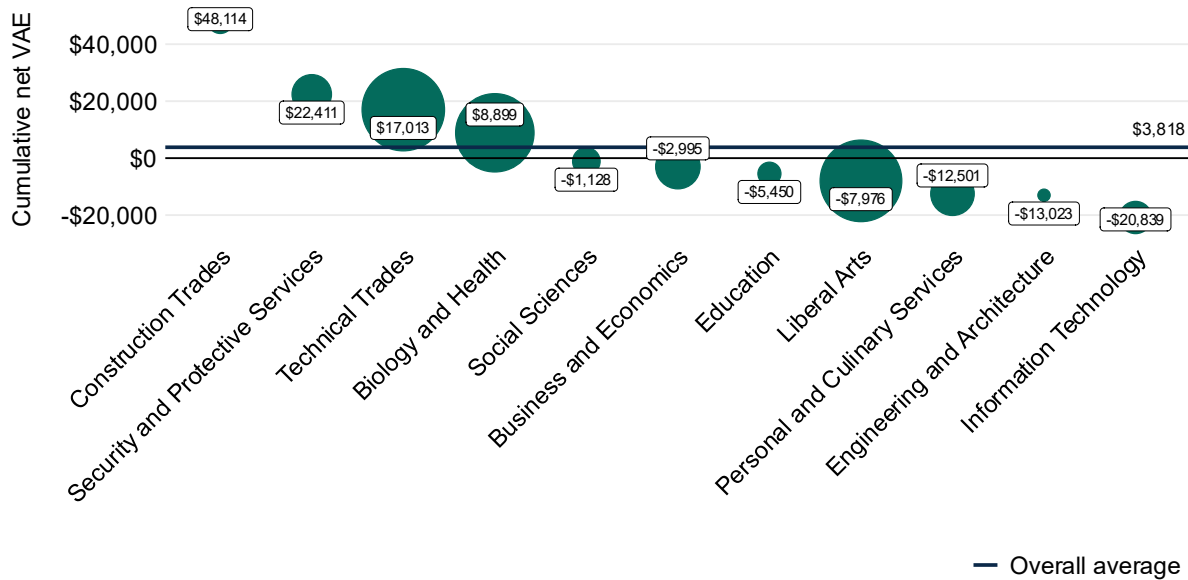 Cumulative net VAE
$40,000
$20,000
$0
-$20,000
$48,114
$22,411
$17,013
$8,899
-$1,128
-$2,995
-$5,450
-$7,976
-$12,501
-$13,023
-$20,839
$3,818
Construction Trades
Security and Protective Services
Technical Trades
Biology and Health
Social Sciences
Business and Economics
Education
Liberal Arts
Personal and Culinary Services
Engineering and Architecture
Information Technology
Overall average